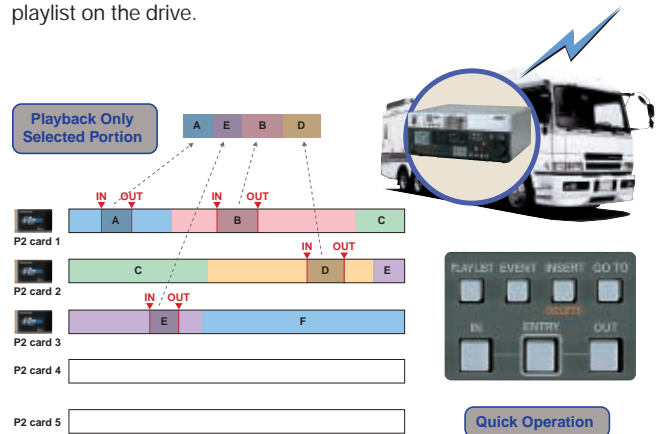 playlist on the drive.
Playback Only
Selected Portion
A E B D
IN OUT IN OUT
A B C
P2 card 1
IN OUT
C D E
P2 card 2
IN OUT
E F
P2 card 3
P2 card 4
P2 card 5
PLAYLIST EVENT INSERT GO TO
DELETE
IN ENTRY OUT
Quick Operation